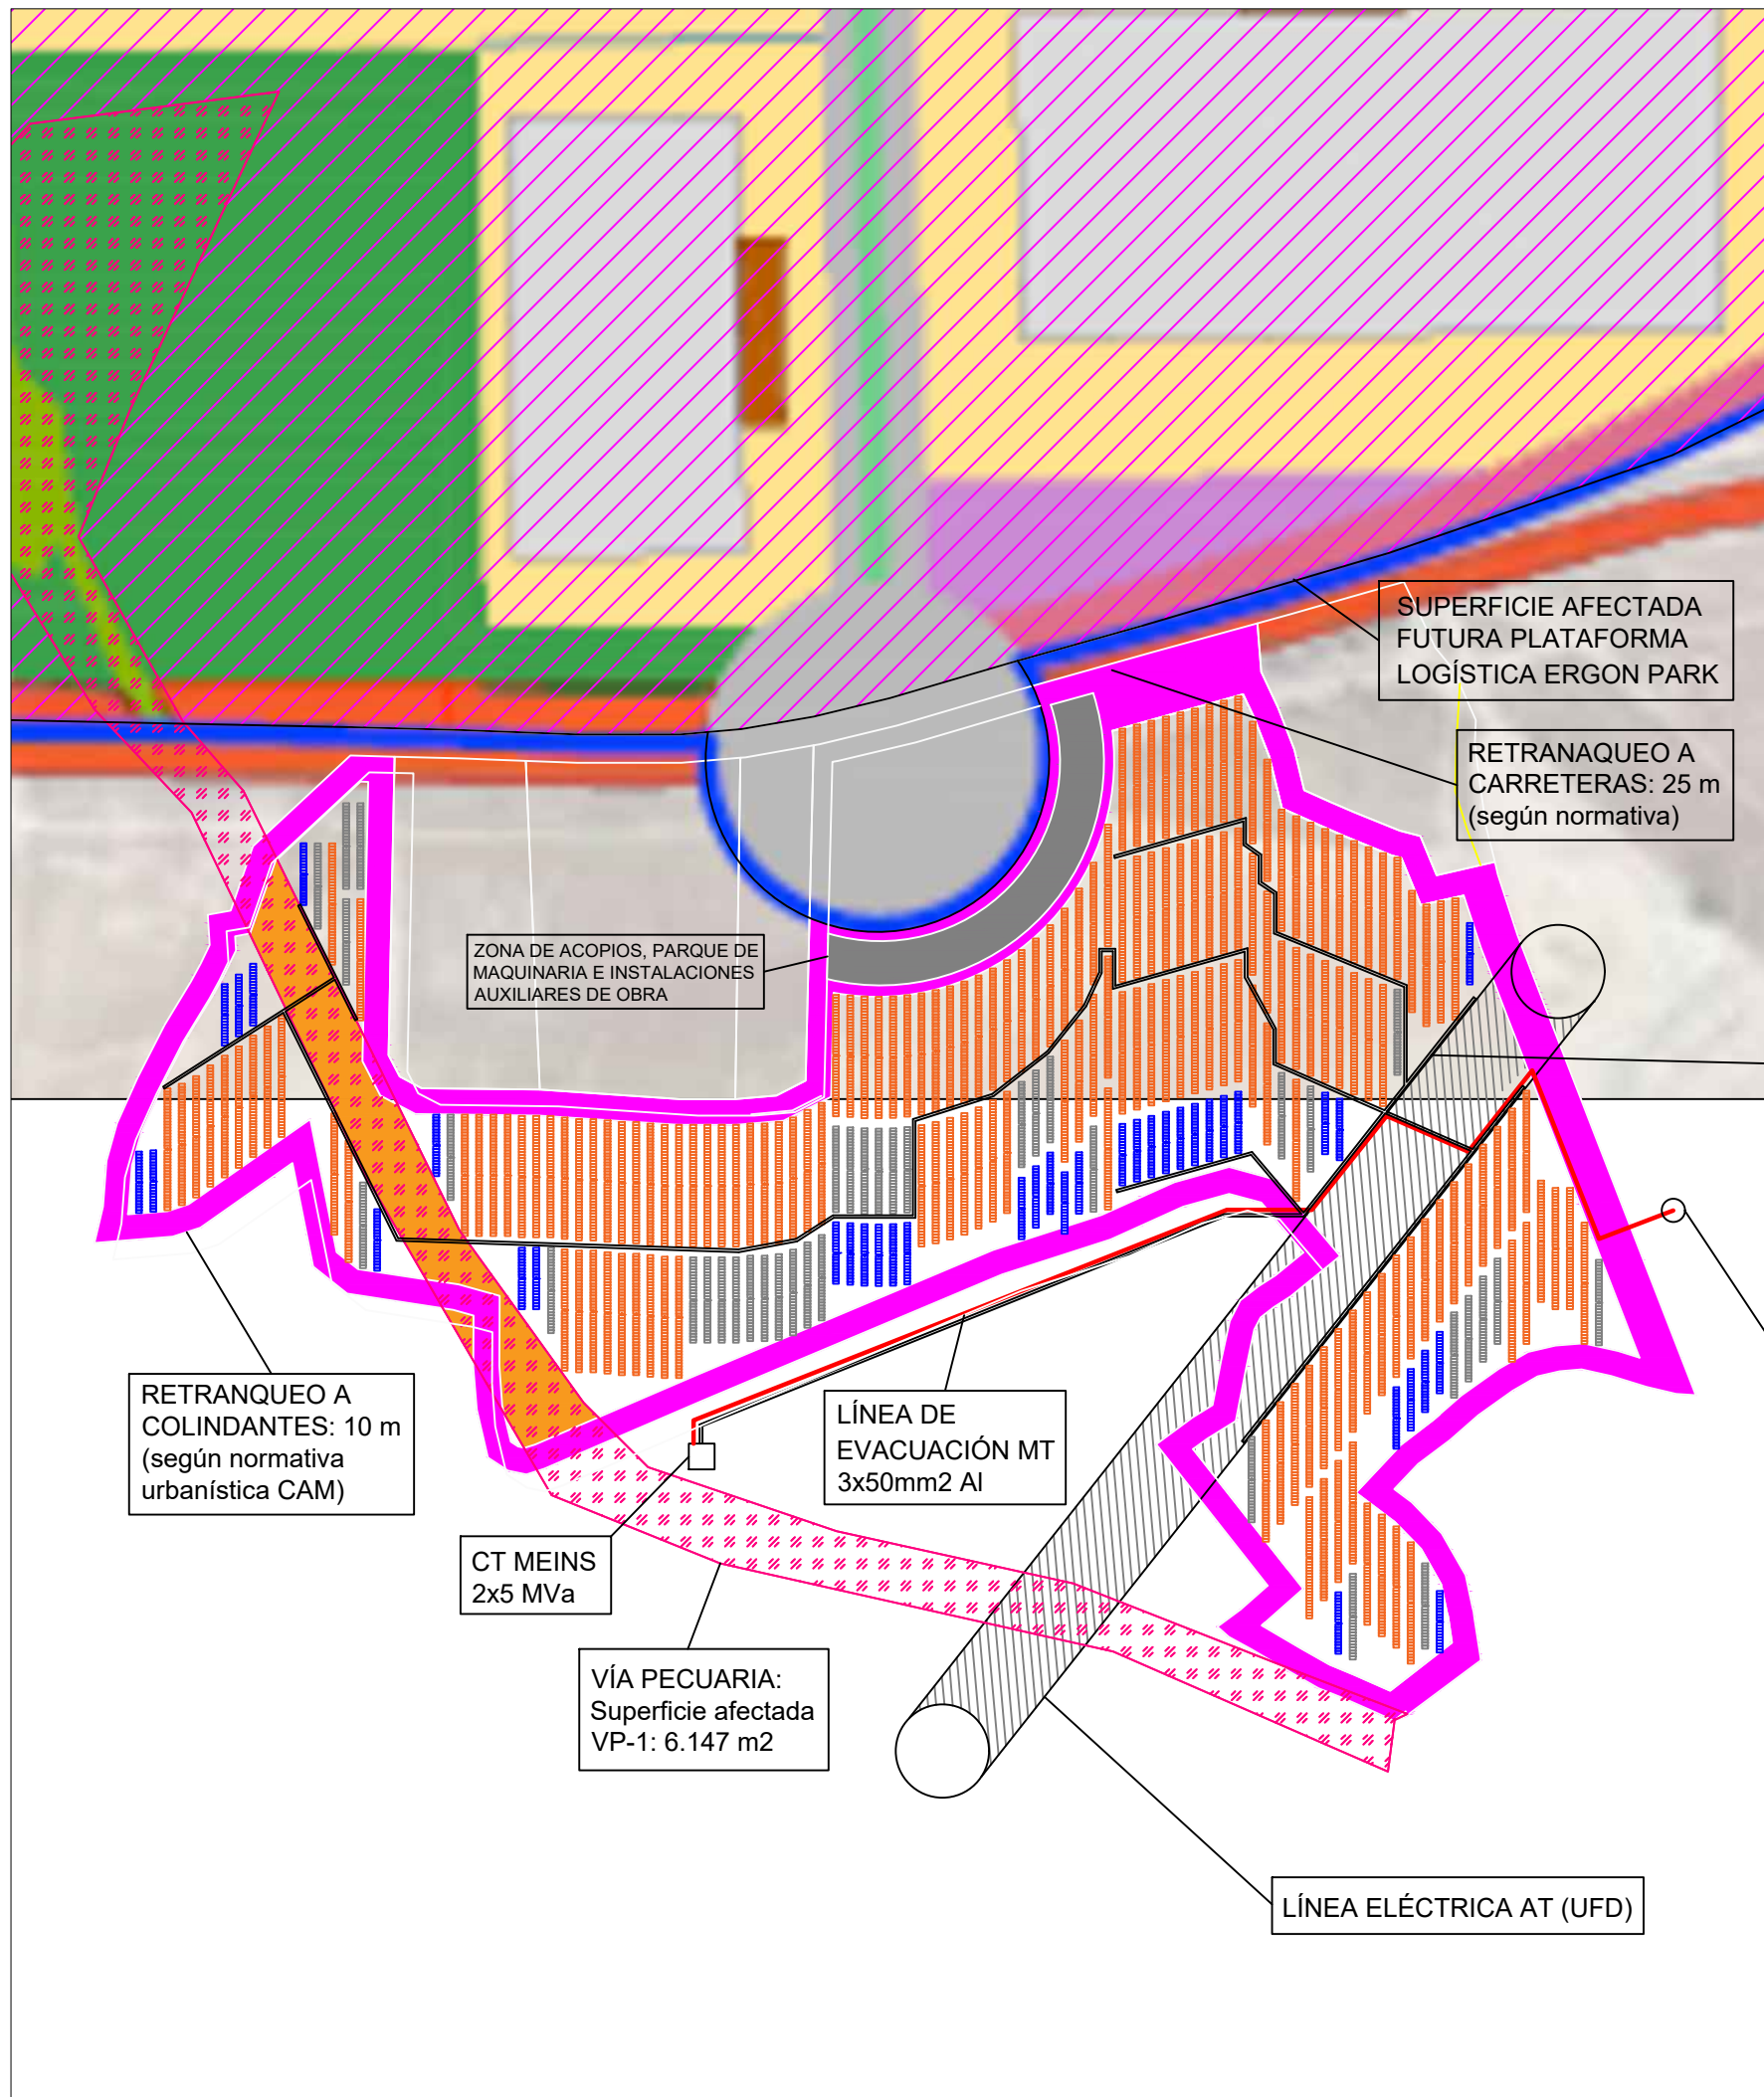 SUPERFICIE AFECTADA
FUTURA PLATAFORMA
LOGÍSTICA ERGON PARK
RETRANAQUEO A
CARRETERAS: 25 m
(según normativa)
ZONA DE ACOPIOS, PARQUE DE
MAQUINARIA E INSTALACIONES
AUXILIARES DE OBRA
RETRANQUEO A
COLINDANTES: 10 m
(según normativa
urbanística CAM)
LÍNEA DE
EVACUACIÓN MT
3x50mm2 Al
CT MEINS
2x5 MVa
VÍA PECUARIA:
Superficie afectada
VP-1: 6.147 m2
LÍNEA ELÉCTRICA AT (UFD)